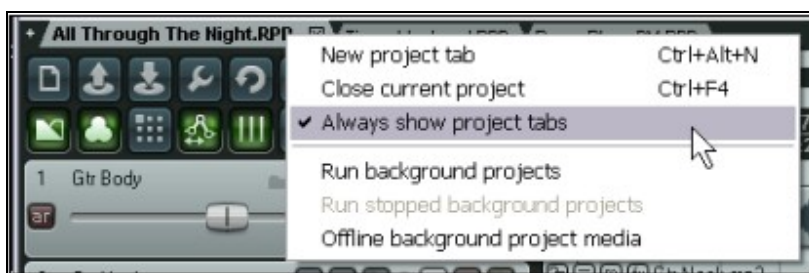 All Through The Night.RPP
New project tab Ctrl+Alt+N
Close current project Ctrl+F4
Always show project tabs
Run background projects
1 Gtr Body
Run stopped background projects
ar
Offline background project media